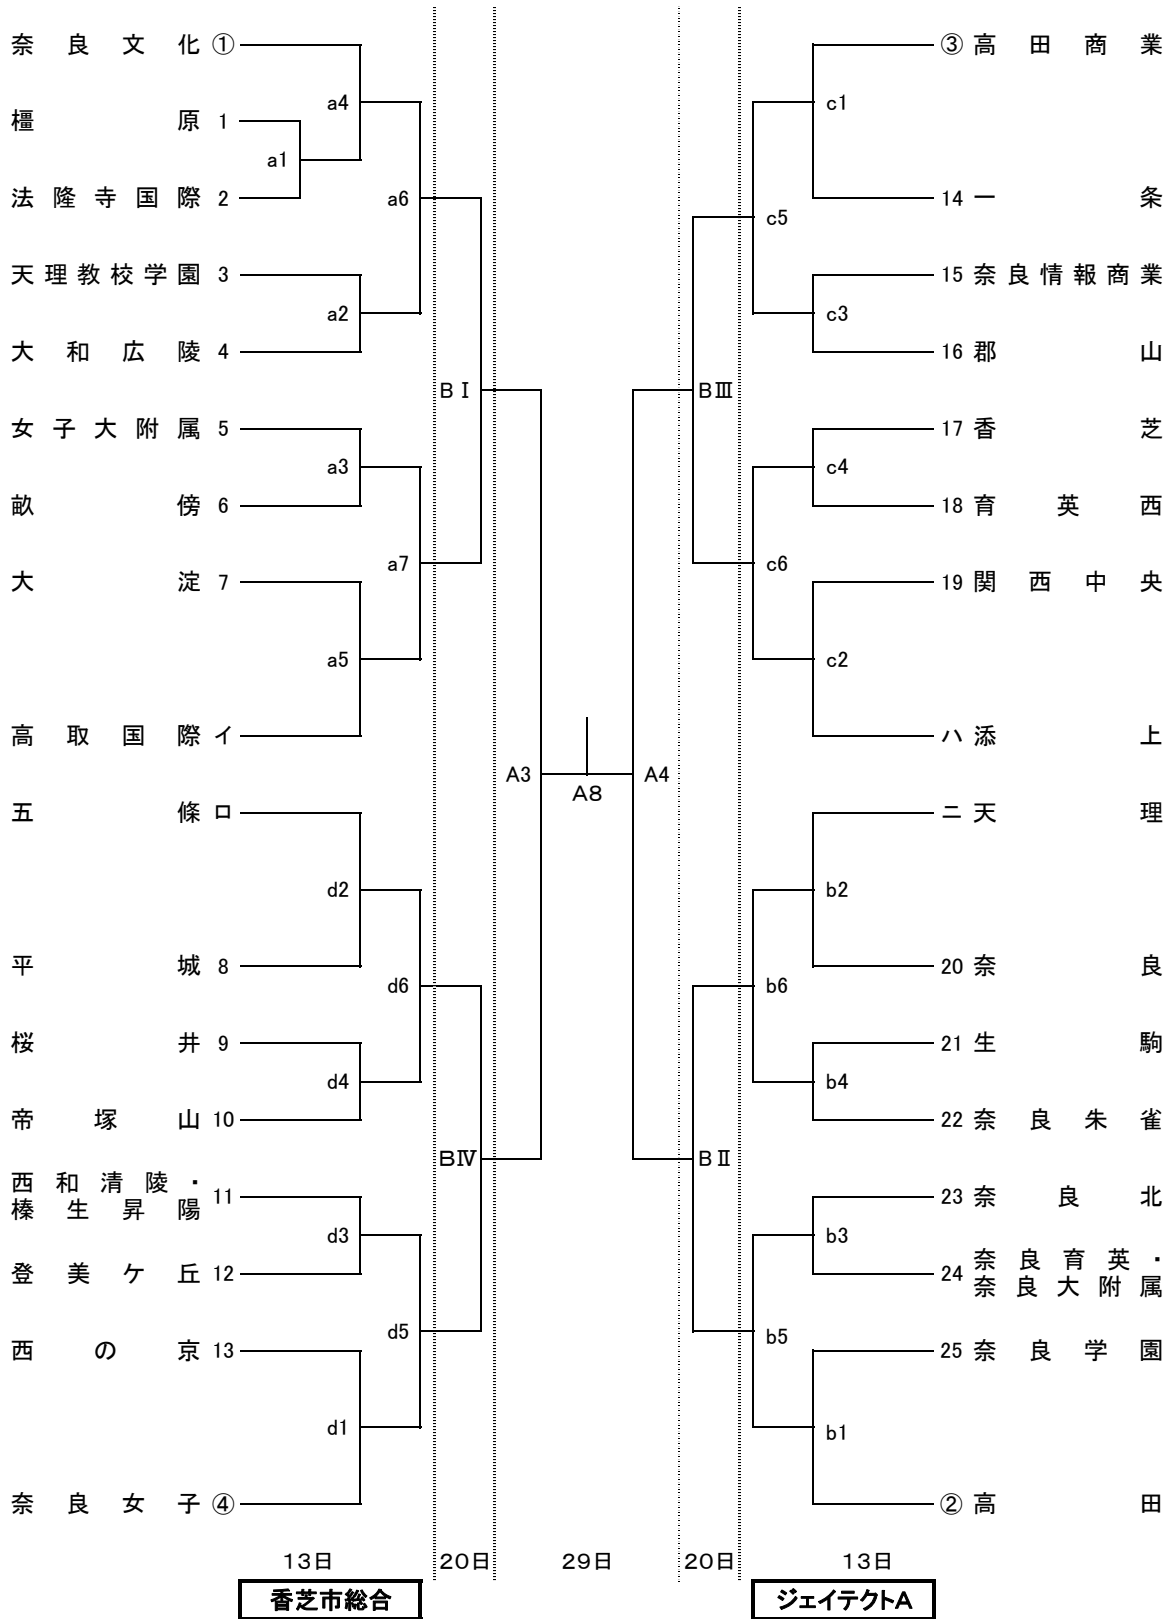 奈良文化 ①
a4
橿原 1
a1
法隆寺国際 2
a6
天理教校学園 3
a2
大和広陵 4
BⅠ
女子大附属 5
a3
畝傍 6
a7
大淀 7
a5
高取国際 イ
A3
五條 ロ
d2
平城 8
d6
桜井 9
d4
帝塚山 10
BⅣ
西和清陵・
榛生昇陽 11
d3
登美ケ丘 12
d5
西の京 13
d1
奈良女子 ④
A8
③ 高田商業
c1
14 一条
c5
15 奈良情報商業
c3
16 郡山
BⅢ
17 香芝
c4
18 育英西
c6
19 関西中央
c2
ハ 添上
A4
ニ 天理
b2
20 奈良
b6
21 生駒
b4
22 奈良朱雀
BⅡ
23 奈良北
b3
24 奈良育英・
奈良大附属
b5
25 奈良学園
b1
② 高田
13日 20日 29日 20日 13日
香芝市総合 ジェイテクトA